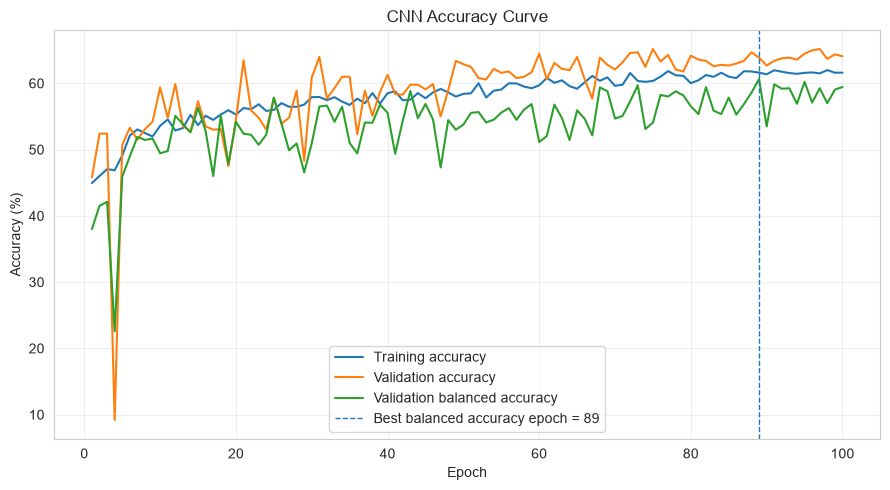 CNN Accuracy Curve
Accuracy (%)
60
50
40
30
20
10
Training accuracy
Validation accuracy
Validation balanced accuracy
Best balanced accuracy epoch = 89
0
20
40
60
80
100
Epoch